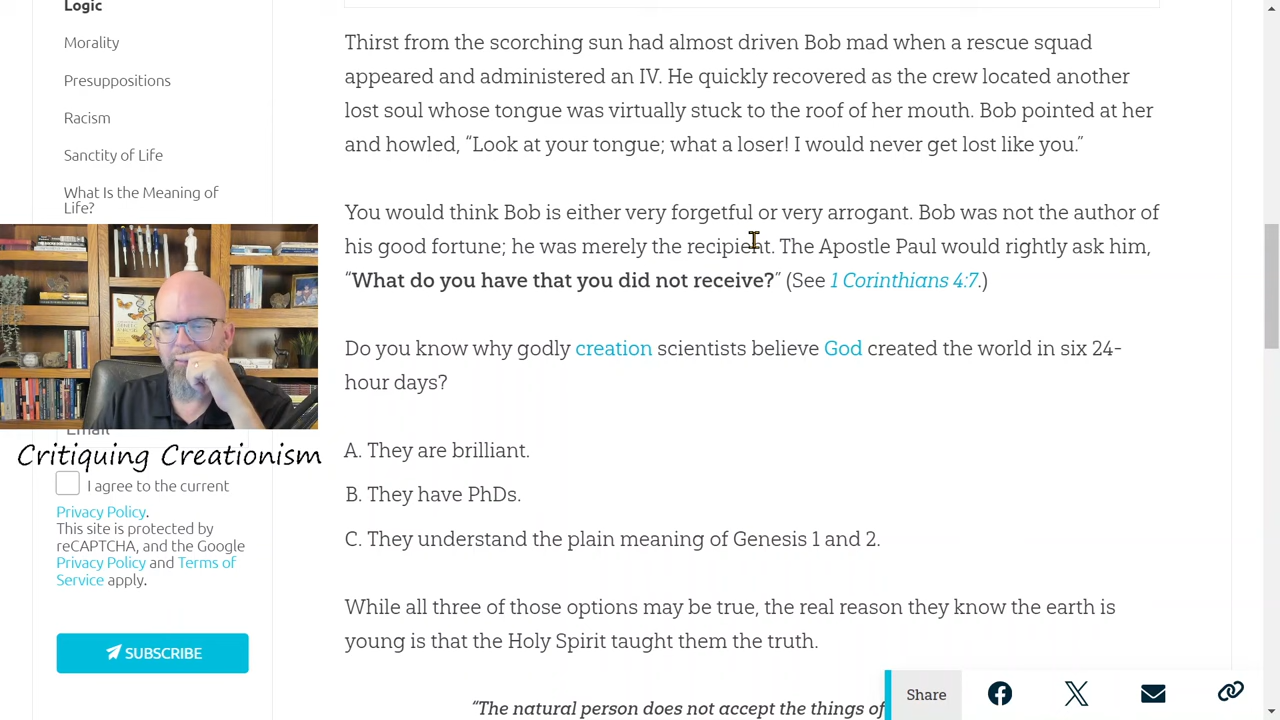 Logic
Morality
Presuppositions
Racism
Sanctity of Life
What Is the Meaning of
Life?
Critiquing Creationism
I agree to the current
Privacy Policy.
This site is protected by
reCAPTCHA, and the Google
Privacy Policy and Terms of
Service apply.
SUBSCRIBE
Thirst from the scorching sun had almost driven Bob mad when a rescue squad
appeared and administered an IV. He quickly recovered as the crew located another
lost soul whose tongue was virtually stuck to the roof of her mouth. Bob pointed at her
and howled, “Look at your tongue; what a loser! I would never get lost like you.”
You would think Bob is either very forgetful or very arrogant. Bob was not the author of
his good fortune; he was merely the recipient. The Apostle Paul would rightly ask him,
“What do you have that you did not receive?” (See 1 Corinthians 4:7.)
Do you know why godly creation scientists believe God created the world in six 24-
hour days?
A. They are brilliant.
B. They have PhDs.
C. They understand the plain meaning of Genesis 1 and 2.
While all three of those options may be true, the real reason they know the earth is
young is that the Holy Spirit taught them the truth.
“The natural person does not accept the things of
Share